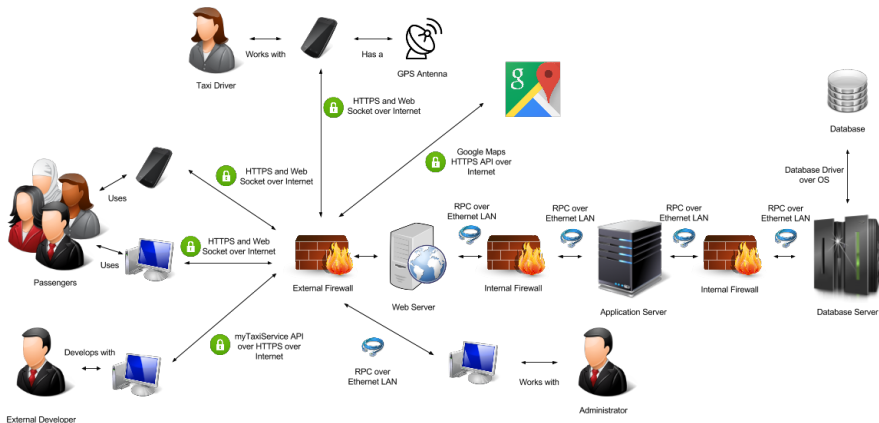 Works with
Has a
Taxi Driver
GPS Antenna
HTTPS and Web
Socket over Internet
g
Google Maps
HTTPS API over
Internet
Database
Database Driver
over OS
HTTPS and Web
Socket over Internet
Uses
RPC over
Ethernet LAN
RPC over
Ethernet LAN
RPC over
Ethernet LAN
RPC over
Ethernet LAN
HTTPS and Web
Socket over Internet
Passengers
Uses
External Firewall
Web Server
Internal Firewall
Application Server
Internal Firewall
Database Server
myTaxiService API
over HTTPS over
Internet
Develops with
RPC over
Ethernet LAN
Works with
External Developer
Administrator